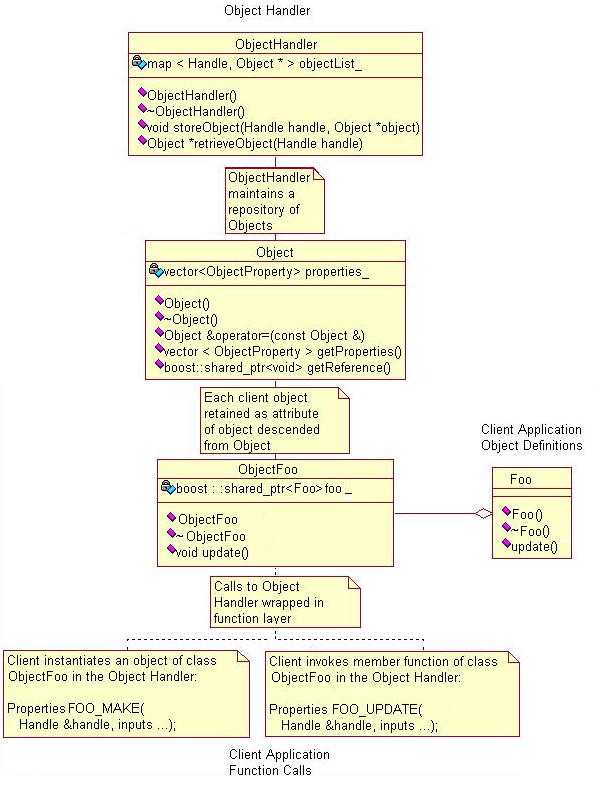 Object Handler
ObjectHandler
map < Handle, Object * > objectList_
ObjectHandler()
~ObjectHandler()
void storeObject(Handle handle, Object *object)
Object *retrieveObject(Handle handle)
ObjectHandler
maintains a
repository of
Objects
Object
vector<ObjectProperty> properties_
Object()
~Object()
Object &operator=(const Object &)
vector < ObjectProperty > getProperties()
boost::shared_ptr<void> getReference()
Each client object
retained as attribute
of object descended
from Object
Client Application
Object Definitions
ObjectFoo
boost : :shared_ptr<Foo>foo _
ObjectFoo
~ ObjectFoo
void update()
Foo
Foo()
~Foo()
update()
Calls to Object
Handler wrapped in
function layer
Client instantiates an object of class
ObjectFoo in the Object Handler:
Properties FOO_MAKE(
Handle &handle, inputs ...);
Client invokes member function of class
ObjectFoo in the Object Handler:
Properties FOO_UPDATE(
Handle &handle, inputs ...);
Client Application
Function Calls